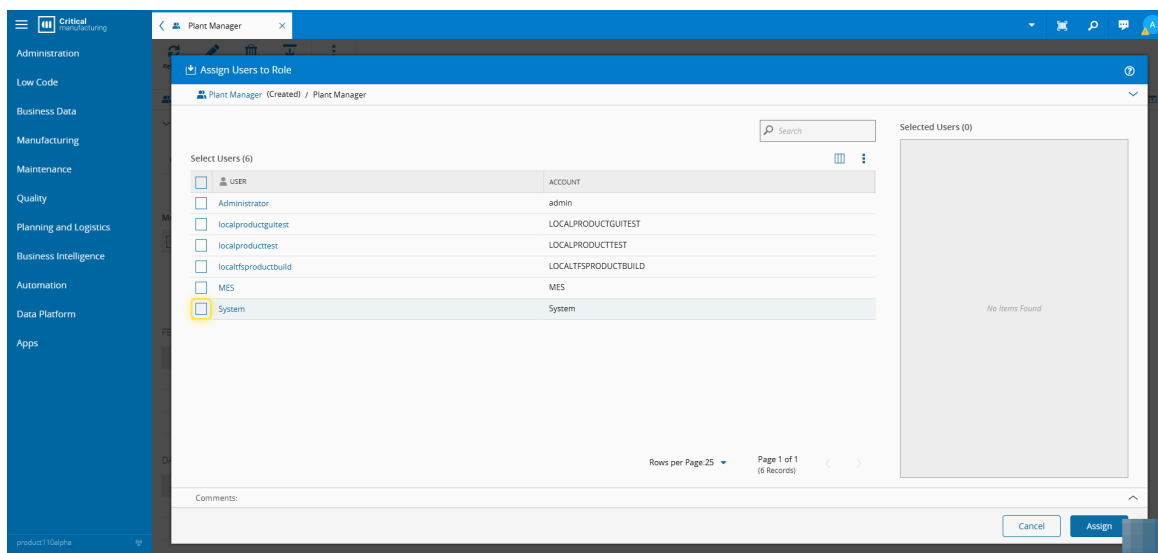 Critical
manufacturing
Plant Manager
A
Administration
Low Code
Business Data
Manufacturing
Maintenance
Quality
Planning and Logistics
Business Intelligence
Automation
Data Platform
Apps
product110alpha
Assign Users to Role
Plant Manager (Created) / Plant Manager
Search
Selected Users (0)
Select Users (6)
USER ACCOUNT
Administrator admin
localproductguitest LOCALPRODUCTGUITEST
localproducttest LOCALPRODUCTTEST
localtfsproductbuild LOCALTFSPRODUCTBUILD
MES MES
System System
No Items Found
Rows per Page:25 Page 1 of 1
(6 Records)
Comments:
Cancel Assign